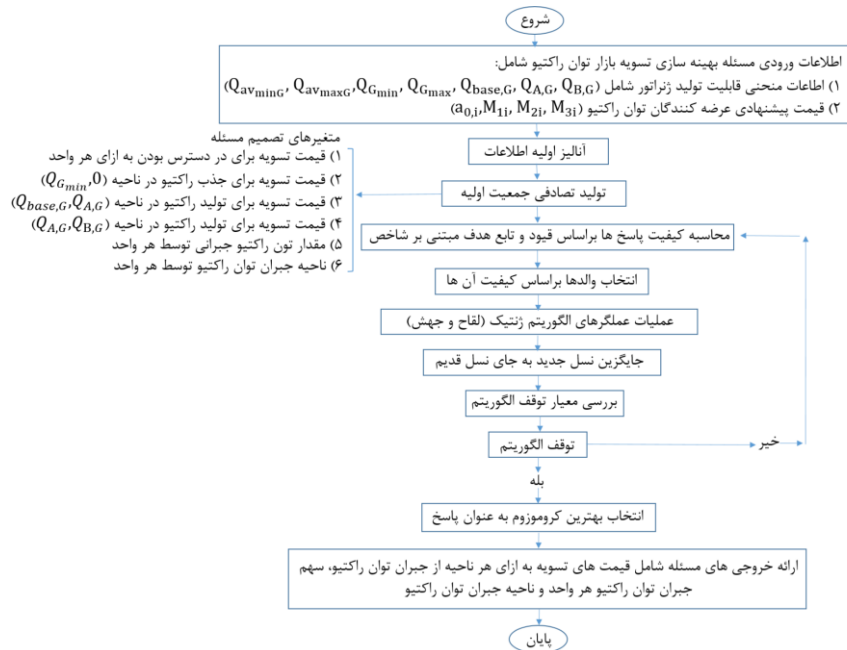 شروع
اطلاعات ورودی مسئله بهینه سازی تسویه بازار توان راکتیو شامل:
۱) اطاعات منحنی قابلیت تولید ژنراتور شامل (Q_av_minG, Q_av_maxG, Q_Gmin, Q_Gmax, Q_base,G, Q_A,G, Q_B,G)
۲) قیمت پیشنهادی عرضه کنندگان توان راکتیو (a_0,i, M_1i, M_2i, M_3i)
آنالیز اولیه اطلاعات
تولید تصادفی جمعیت اولیه
متغیرهای تصمیم مسئله
۱) قیمت تسویه برای در دسترس بودن به ازای هر واحد
۲) قیمت تسویه برای جذب راکتیو در ناحیه (Q_Gmin,0)
۳) قیمت تسویه برای تولید راکتیو در ناحیه (Q_base,G,Q_A,G)
۴) قیمت تسویه برای تولید راکتیو در ناحیه (Q_A,G,Q_B,G)
۵) مقدار تون راکتیو جبرانی توسط هر واحد
۶) ناحیه جبران توان راکتیو توسط هر واحد
محاسبه کیفیت پاسخ ها براساس قیود و تابع هدف مبتنی بر شاخص
انتخاب والدها براساس کیفیت آن ها
عملیات عملگرهای الگوریتم ژنتیک (لقاح و جهش)
جایگزین نسل جدید به جای نسل قدیم
بررسی معیار توقف الگوریتم
توقف الگوریتم
خیر
بله
انتخاب بهترین کروموزوم به عنوان پاسخ
ارائه خروجی های مسئله شامل قیمت های تسویه به ازای هر ناحیه از جبران توان راکتیو، سهم
جبران توان راکتیو هر واحد و ناحیه جبران توان راکتیو
پایان